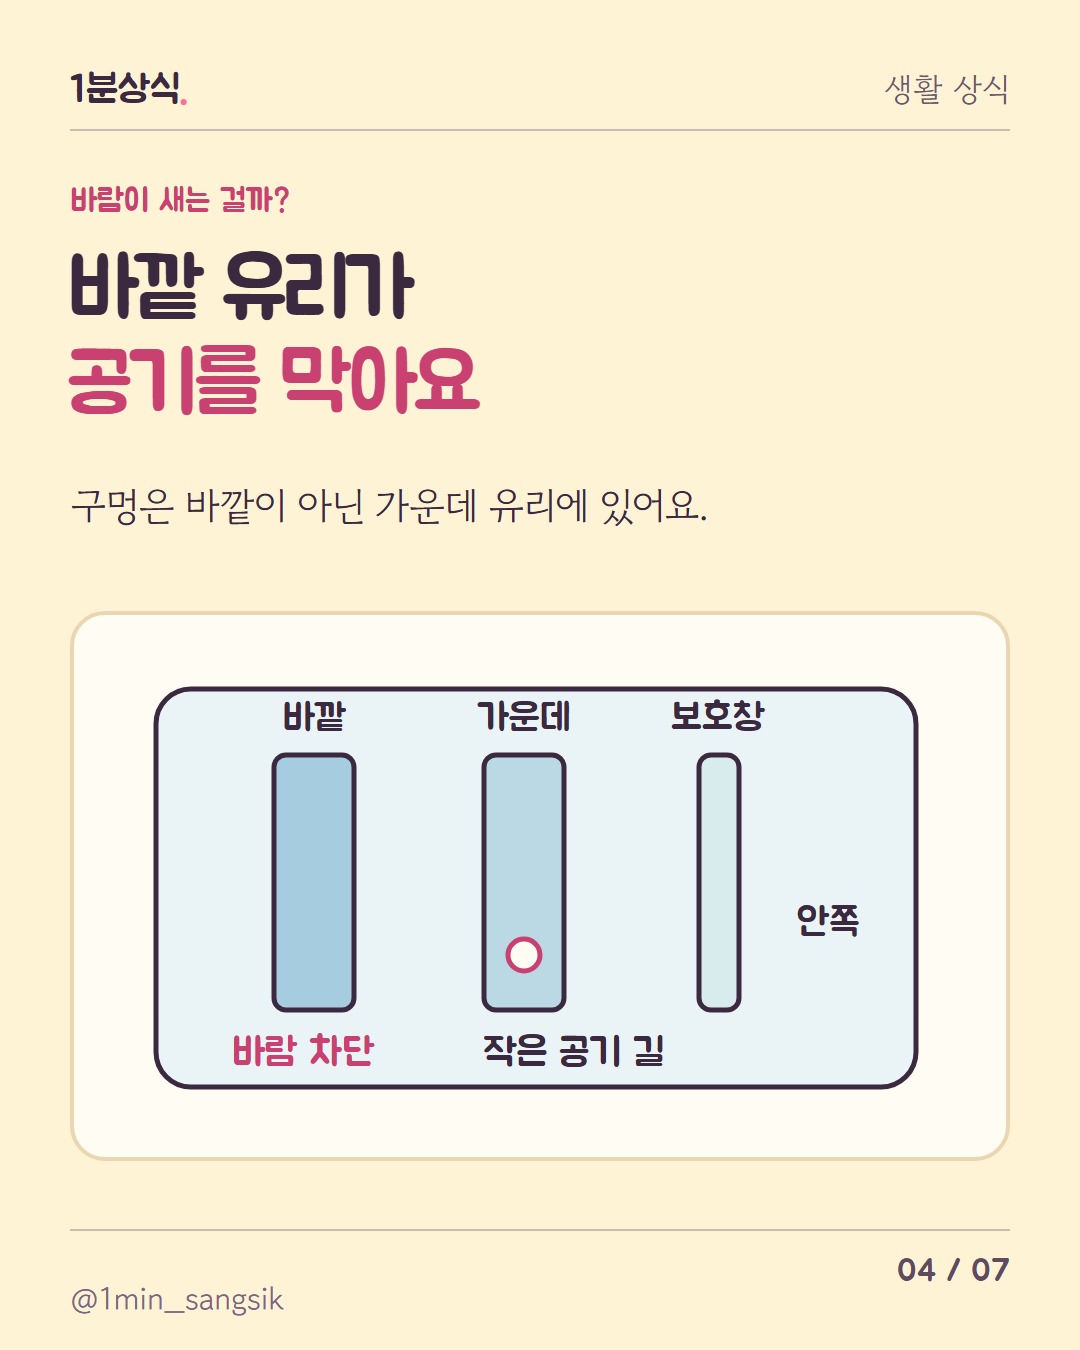 1분상식.
생활 상식
바람이 새는 걸까?
바깥 유리가
공기를 막아요
구멍은 바깥이 아닌 가운데 유리에 있어요.
바깥 가운데 보호창
안쪽
바람 차단 작은 공기 길
04 / 07
@1min_sangsik